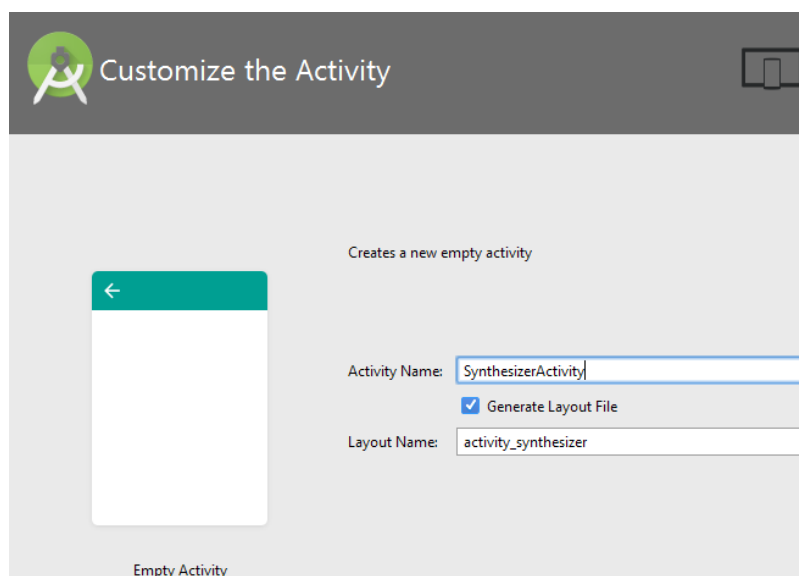 Customize the Activity
Creates a new empty activity
Activity Name: SynthesizerActivity
Generate Layout File
Layout Name: activity_synthesizer
Empty Activity